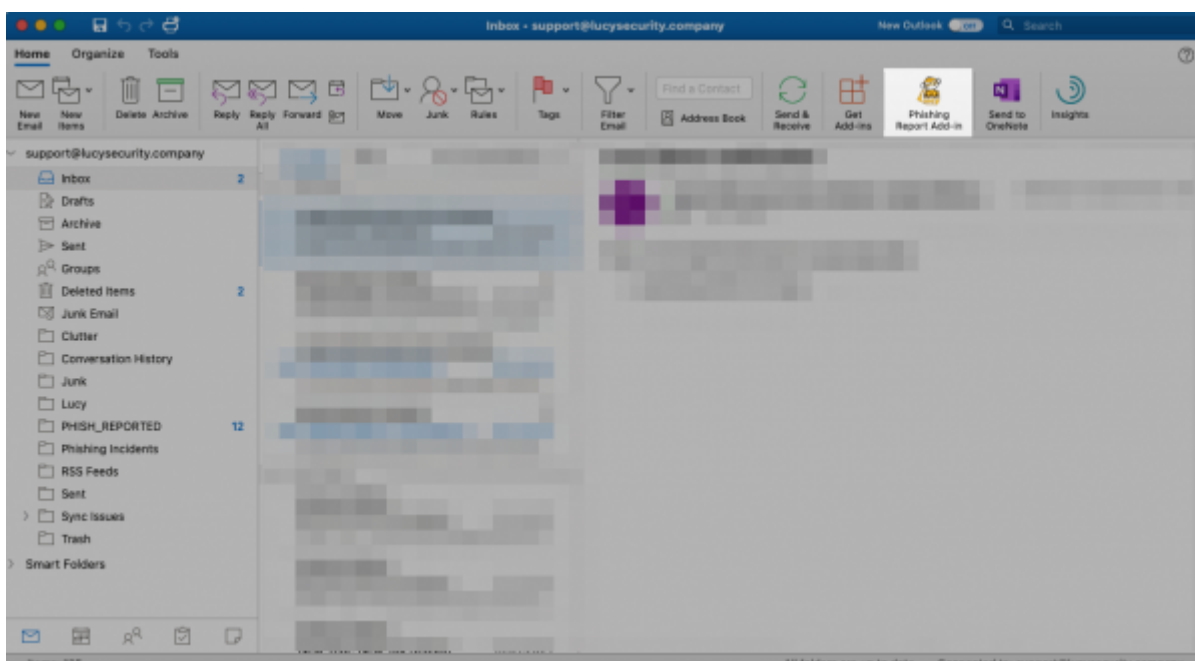 Inbox • support@lucysecurity.company
New Outlook
Search
Home Organize Tools
New Email
New Items
Delete
Archive
Reply
Reply All
Forward
Move
Junk
Rules
Tags
Filter Email
Find a Contact
Address Book
Send & Receive
Get Add-ins
Phishing Report Add-in
Send to OneNote
Insights
support@lucysecurity.company
Inbox 2
Drafts
Archive
Sent
Groups
Deleted Items 2
Junk Email
Clutter
Conversation History
Junk
Lucy
PHISH_REPORTED 12
Phishing Incidents
RSS Feeds
Sent
Sync Issues
Trash
Smart Folders